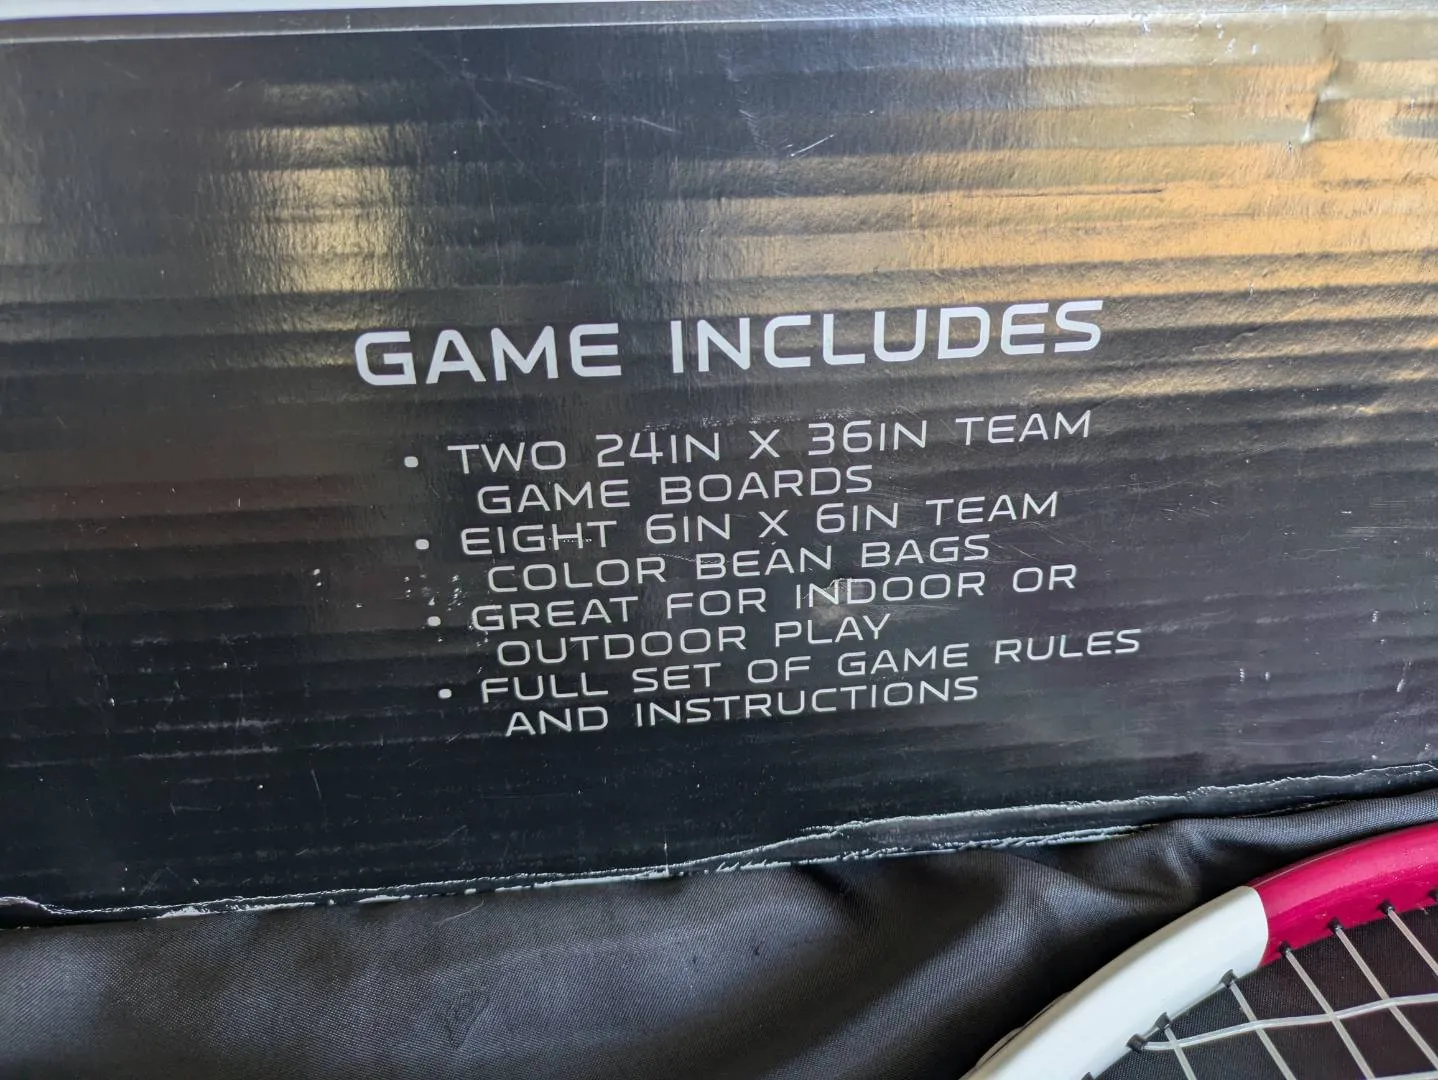 GAME INCLUDES
• TWO 24IN X 36IN TEAM
GAME BOARDS
• EIGHT 6IN X 6IN TEAM
COLOR BEAN BAGS
• GREAT FOR INDOOR OR
OUTDOOR PLAY
• FULL SET OF GAME RULES
AND INSTRUCTIONS